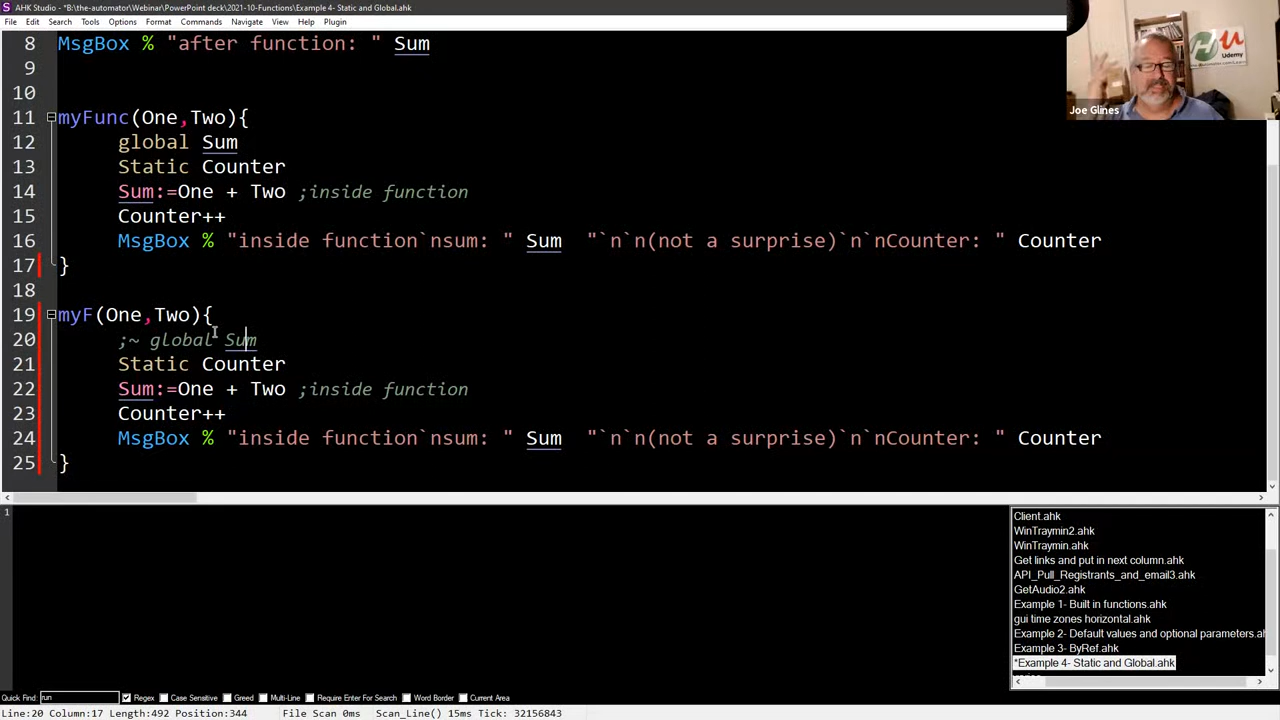 AHK Studio - *B:\the-automator\Webinar\PowerPoint deck\2021-10-Functions\Example 4- Static and Global.ahk
File Edit Search Tools Options Format Commands Navigate View Help Plugin
8 MsgBox % "after function: " Sum
9
10
11 myFunc(One,Two){
12 global Sum
13 Static Counter
14 Sum:=One + Two ;inside function
15 Counter++
16 MsgBox % "inside function`nsum: " Sum "`n`n(not a surprise)`n`nCounter: " Counter
17 }
18
19 myF(One,Two){
20 ;~ global Sum
21 Static Counter
22 Sum:=One + Two ;inside function
23 Counter++
24 MsgBox % "inside function`nsum: " Sum "`n`n(not a surprise)`n`nCounter: " Counter
25 }
Udemy
Joe Glines
1
Client.ahk
WinTraymin2.ahk
WinTraymin.ahk
Get links and put in next column.ahk
API_Pull_Registrants_and_email3.ahk
GetAudio2.ahk
Example 1- Built in functions.ahk
gui time zones horizontal.ahk
Example 2- Default values and optional parameters.ah
Example 3- ByRef.ahk
*Example 4- Static and Global.ahk
Quick Find: run Regex Case Sensitive Greed Multi-Line Require Enter For Search Word Border Current Area
Line:20 Column:17 Length:492 Position:344 File Scan 0ms Scan_Line() 15ms Tick: 32156843